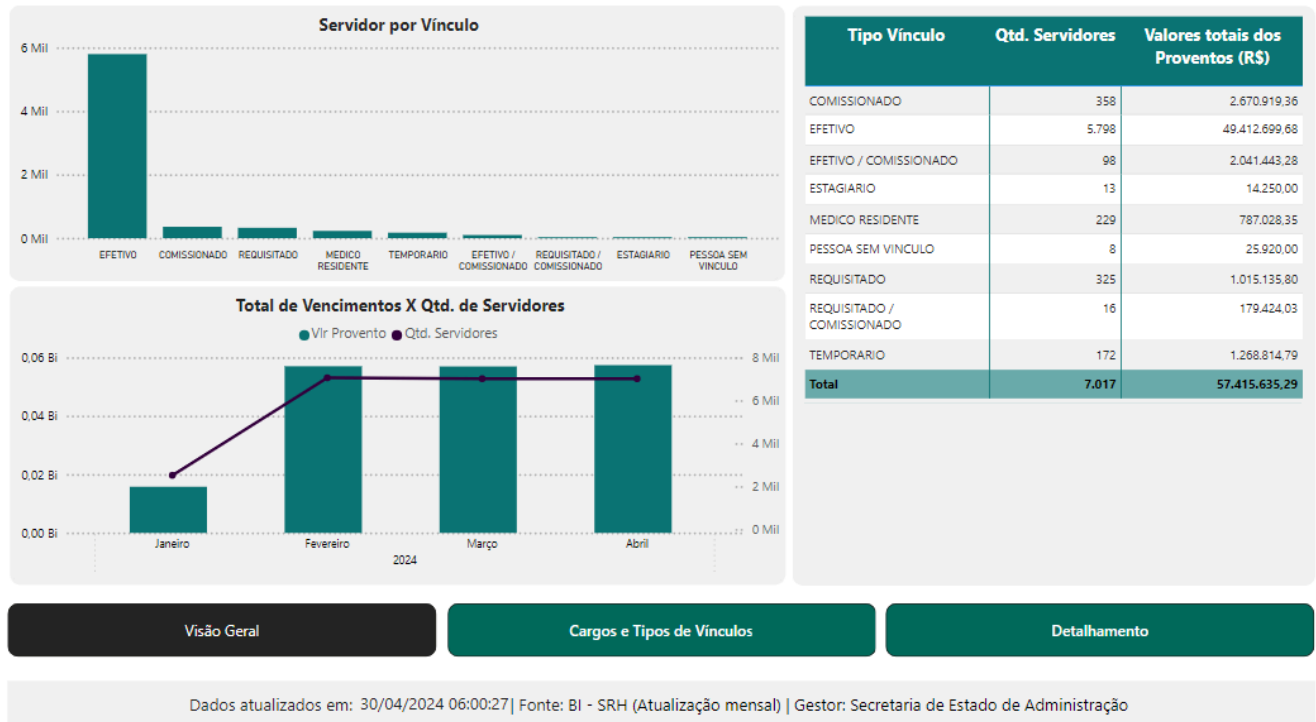 Servidor por Vínculo
6 Mil
4 Mil
2 Mil
0 Mil
EFETIVO
COMISSIONADO
REQUISITADO
MEDICO
RESIDENTE
TEMPORARIO
EFETIVO /
COMISSIONADO
REQUISITADO /
COMISSIONADO
ESTAGIARIO
PESSOA SEM
VINCULO
Total de Vencimentos X Qtd. de Servidores
Vlr Provento Qtd. Servidores
0,06 Bi
0,04 Bi
0,02 Bi
0,00 Bi
8 Mil
6 Mil
4 Mil
2 Mil
0 Mil
Janeiro Fevereiro Março Abril
2024
Tipo Vínculo Qtd. Servidores Valores totais dos
Proventos (R$)
COMISSIONADO 358 2.670.919,36
EFETIVO 5.798 49.412.699,68
EFETIVO / COMISSIONADO 98 2.041.443,28
ESTAGIARIO 13 14.250,00
MEDICO RESIDENTE 229 787.028,35
PESSOA SEM VINCULO 8 25.920,00
REQUISITADO 325 1.015.135,80
REQUISITADO / 16 179.424,03
COMISSIONADO
TEMPORARIO 172 1.268.814,79
Total 7.017 57.415.635,29
Visão Geral
Cargos e Tipos de Vínculos
Detalhamento
Dados atualizados em: 30/04/2024 06:00:27| Fonte: BI - SRH (Atualização mensal) | Gestor: Secretaria de Estado de Administração